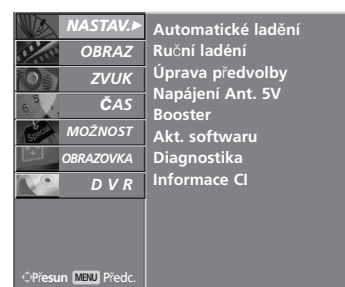 NASTAV.
OBRAZ
ZVUK
ČAS
MOŽNOST
OBRAZOVKA
D V R
Automatické ladění
Ruční ladéní
Úprava předvolby
Napájení Ant. 5V
Booster
Akt. softwaru
Diagnostika
Informace CI
Přesun MENU Předc.